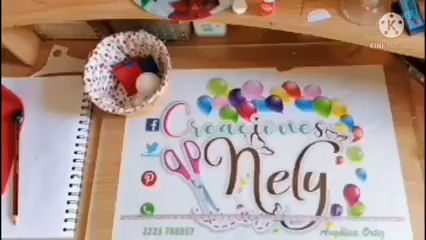 KINEMASTER
Creaciones
Nely
2223 788937
Angélica Ortiz